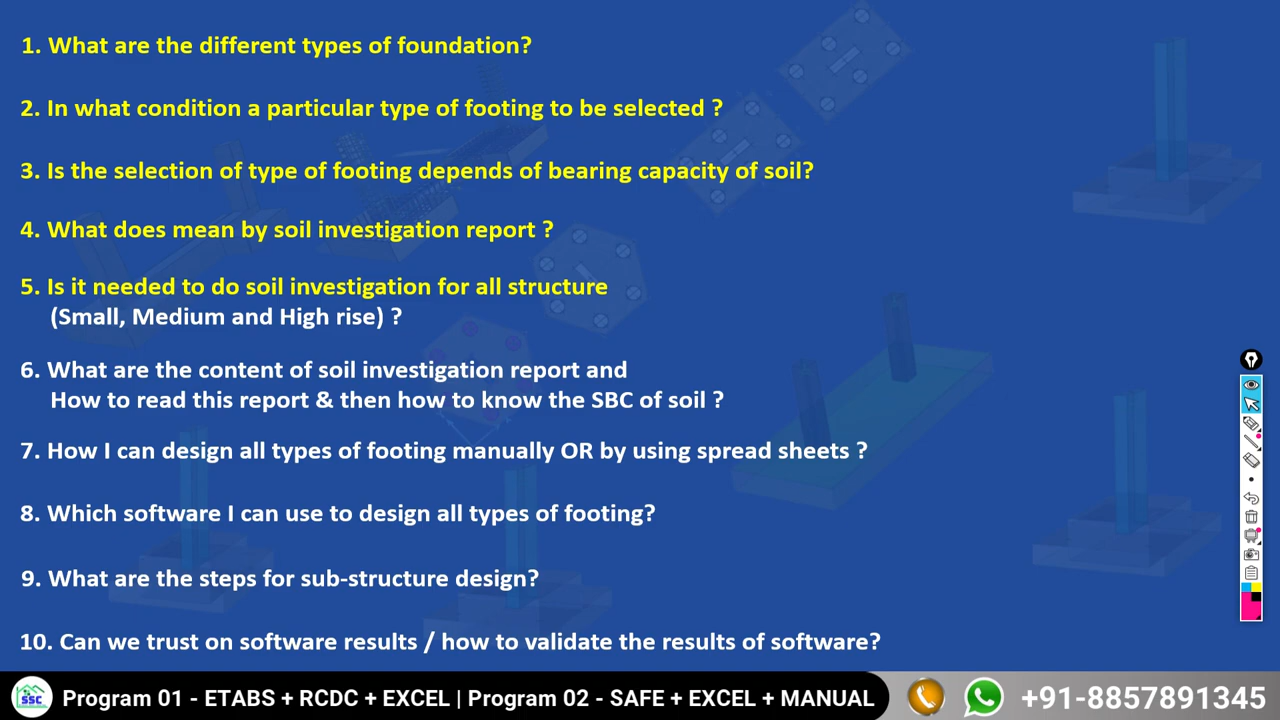 1. What are the different types of foundation?
2. In what condition a particular type of footing to be selected ?
3. Is the selection of type of footing depends of bearing capacity of soil?
4. What does mean by soil investigation report ?
5. Is it needed to do soil investigation for all structure
(Small, Medium and High rise) ?
6. What are the content of soil investigation report and
How to read this report & then how to know the SBC of soil ?
7. How I can design all types of footing manually OR by using spread sheets ?
8. Which software I can use to design all types of footing?
9. What are the steps for sub-structure design?
10. Can we trust on software results / how to validate the results of software?
SSC Program 01 - ETABS + RCDC + EXCEL | Program 02 - SAFE + EXCEL + MANUAL +91-8857891345